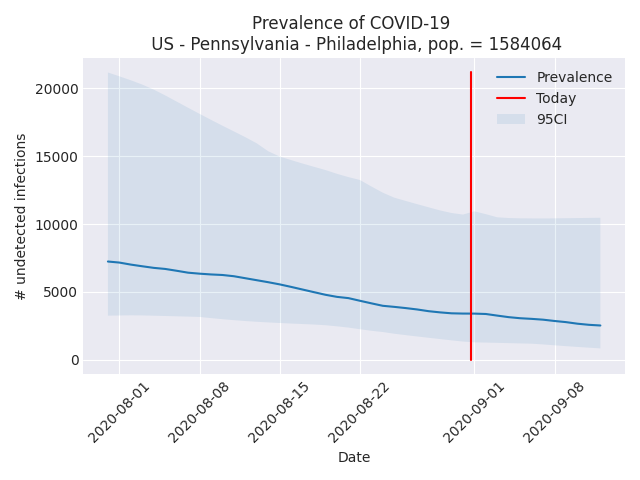 Prevalence of COVID-19
US - Pennsylvania - Philadelphia, pop. = 1584064
Prevalence
Today
95CI
20000
15000
10000
5000
0
# undetected infections
2020-08-01
2020-08-08
2020-08-15
2020-08-22
2020-09-01
2020-09-08
Date